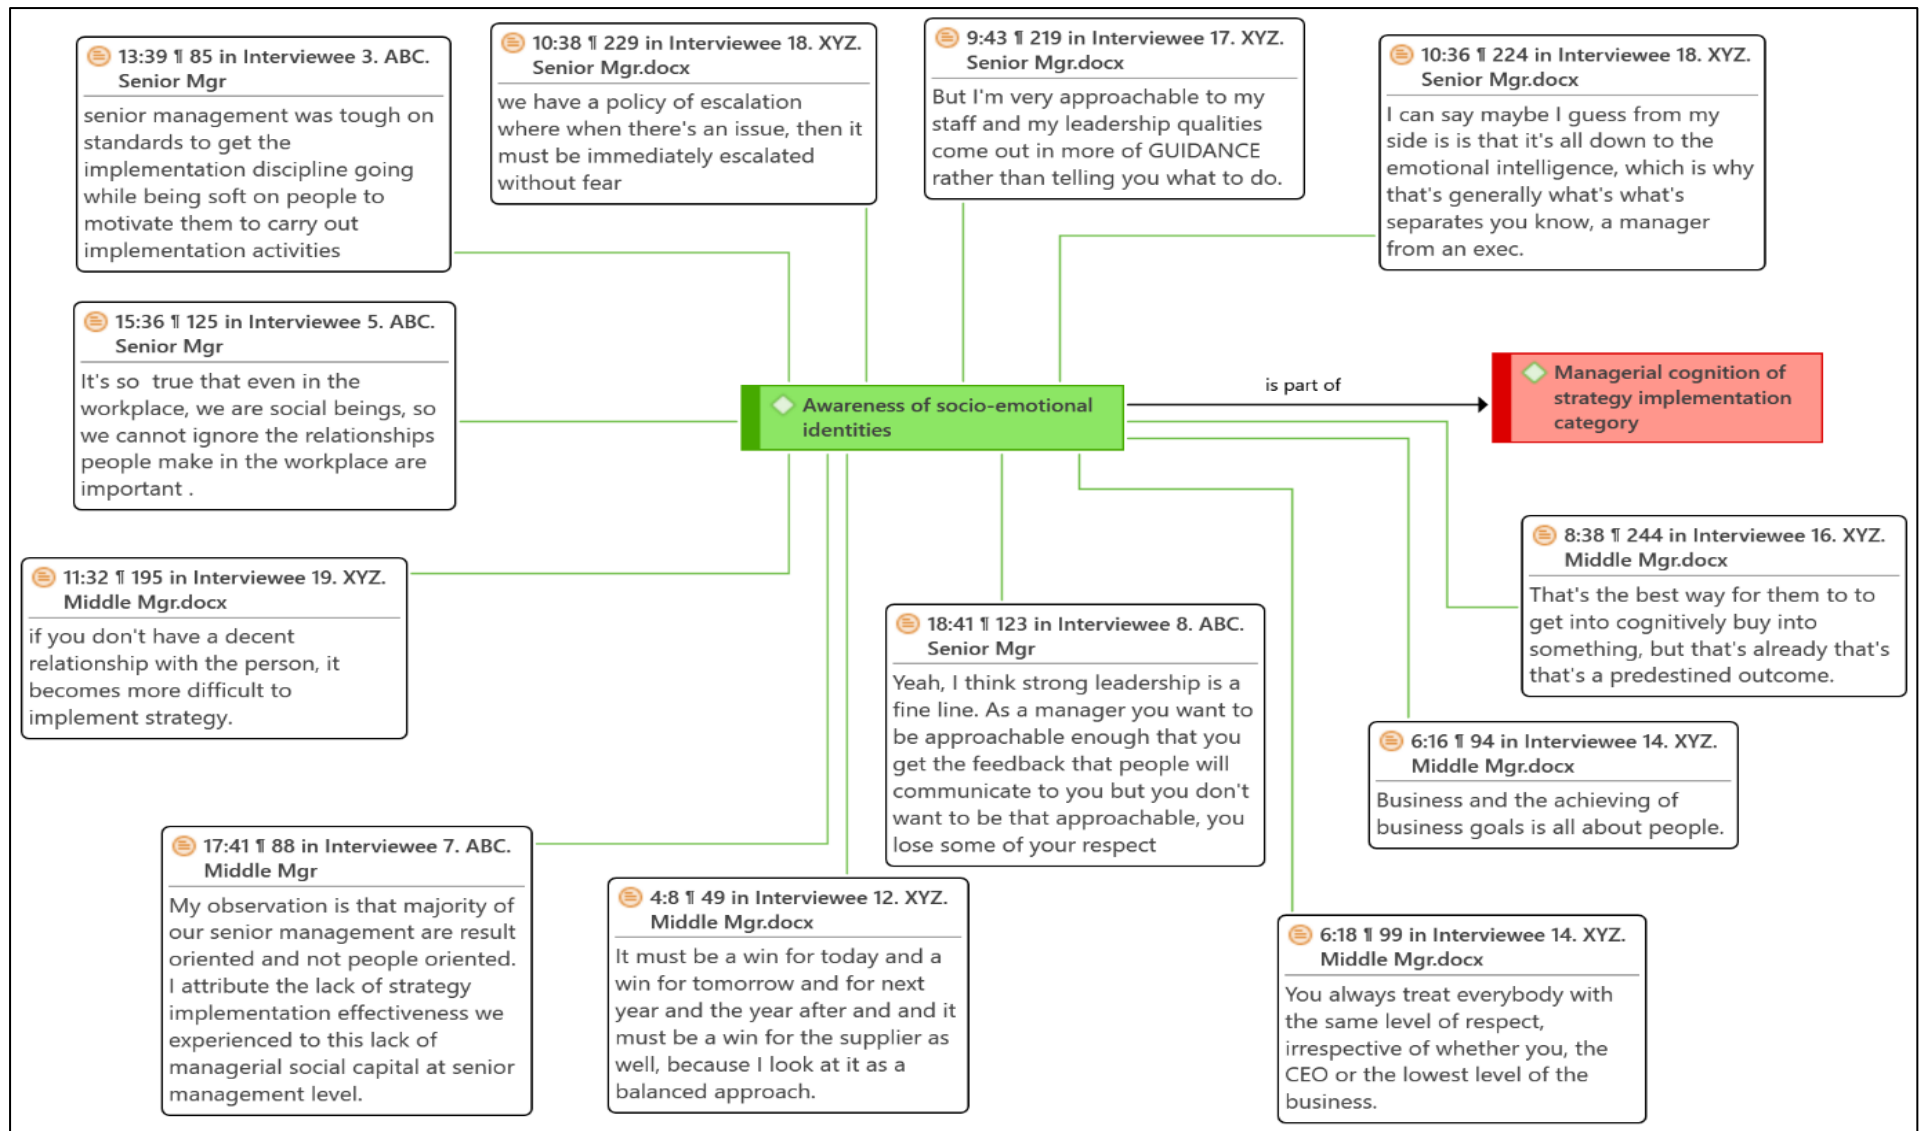 13:39 ¶ 85 in Interviewee 3. ABC.
Senior Mgr
senior management was tough on
standards to get the
implementation discipline going
while being soft on people to
motivate them to carry out
implementation activities
10:38 ¶ 229 in Interviewee 18. XYZ.
Senior Mgr.docx
we have a policy of escalation
where when there's an issue, then it
must be immediately escalated
without fear
9:43 ¶ 219 in Interviewee 17. XYZ.
Senior Mgr.docx
But I'm very approachable to my
staff and my leadership qualities
come out in more of GUIDANCE
rather than telling you what to do.
10:36 ¶ 224 in Interviewee 18. XYZ.
Senior Mgr.docx
I can say maybe I guess from my
side is is that it's all down to the
emotional intelligence, which is why
that's generally what's what's
separates you know, a manager
from an exec.
15:36 ¶ 125 in Interviewee 5. ABC.
Senior Mgr
It's so  true that even in the
workplace, we are social beings, so
we cannot ignore the relationships
people make in the workplace are
important .
Awareness of socio-emotional
identities
is part of
Managerial cognition of
strategy implementation
category
11:32 ¶ 195 in Interviewee 19. XYZ.
Middle Mgr.docx
if you don't have a decent
relationship with the person, it
becomes more difficult to
implement strategy.
8:38 ¶ 244 in Interviewee 16. XYZ.
Middle Mgr.docx
That's the best way for them to to
get into cognitively buy into
something, but that's already that's
that's a predestined outcome.
18:41 ¶ 123 in Interviewee 8. ABC.
Senior Mgr
Yeah, I think strong leadership is a
fine line. As a manager you want to
be approachable enough that you
get the feedback that people will
communicate to you but you don't
want to be that approachable, you
lose some of your respect
6:16 ¶ 94 in Interviewee 14. XYZ.
Middle Mgr.docx
Business and the achieving of
business goals is all about people.
17:41 ¶ 88 in Interviewee 7. ABC.
Middle Mgr
My observation is that majority of
our senior management are result
oriented and not people oriented.
I attribute the lack of strategy
implementation effectiveness we
experienced to this lack of
managerial social capital at senior
management level.
4:8 ¶ 49 in Interviewee 12. XYZ.
Middle Mgr.docx
It must be a win for today and a
win for tomorrow and for next
year and the year after and and it
must be a win for the supplier as
well, because I look at it as a
balanced approach.
6:18 ¶ 99 in Interviewee 14. XYZ.
Middle Mgr.docx
You always treat everybody with
the same level of respect,
irrespective of whether you, the
CEO or the lowest level of the
business.